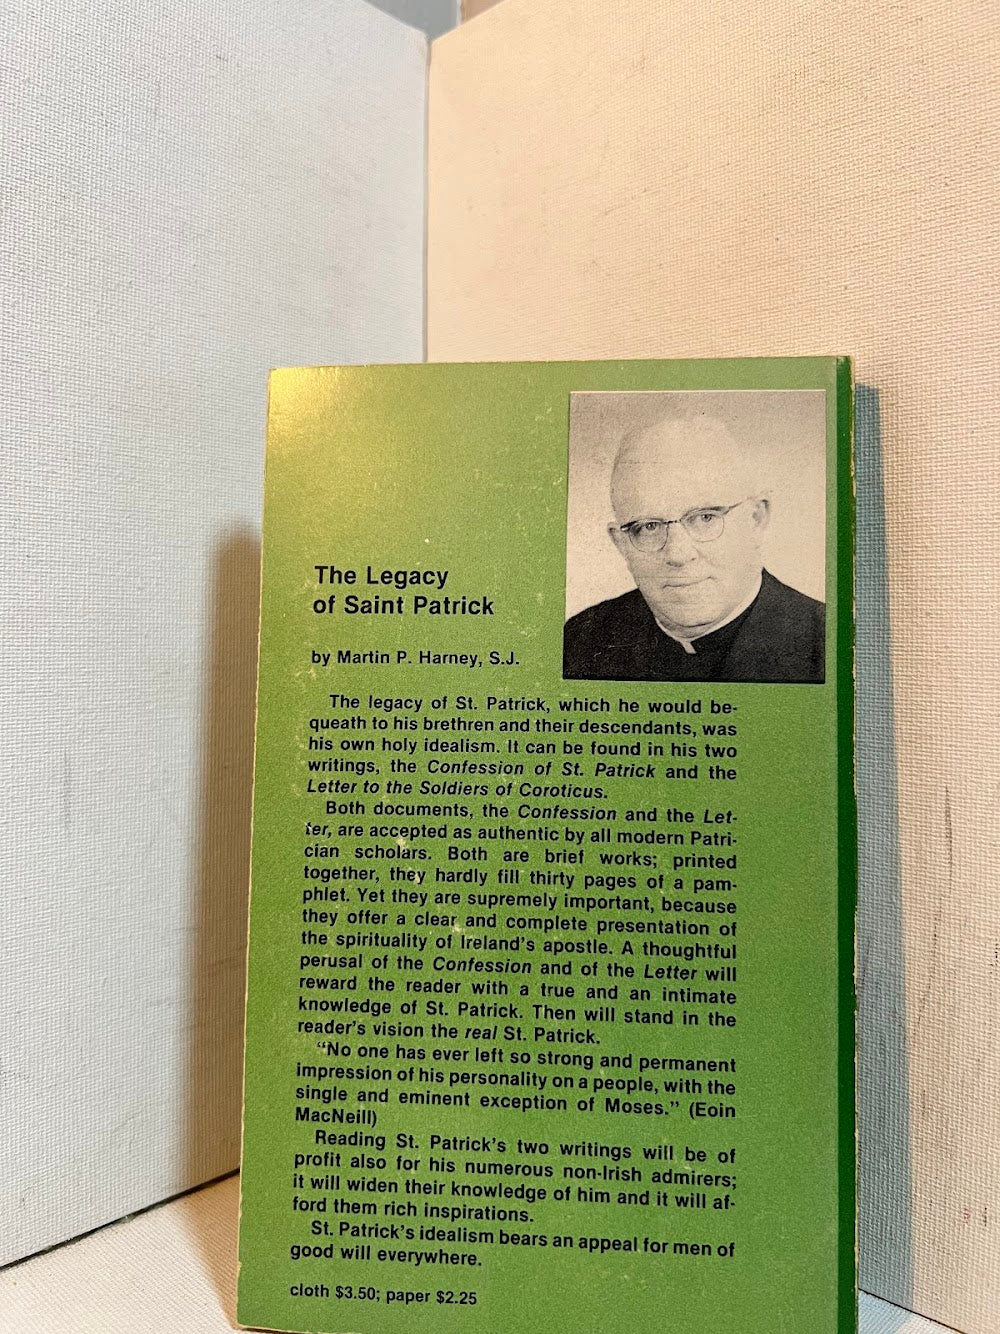 The Legacy
of Saint Patrick
by Martin P. Harney, S.J.
The legacy of St. Patrick, which he would be-
queath to his brethren and their descendants, was
his own holy idealism. It can be found in his two
writings, the Confession of St. Patrick and the
Letter to the Soldiers of Coroticus.
Both documents, the Confession and the Let-
ter, are accepted as authentic by all modern Patri-
cian scholars. Both are brief works; printed
together, they hardly fill thirty pages of a pam-
phlet. Yet they are supremely important, because
they offer a clear and complete presentation of
the spirituality of Ireland's apostle. A thoughtful
perusal of the Confession and of the Letter will
reward the reader with a true and an intimate
knowledge of St. Patrick. Then will stand in the
reader's vision the real St. Patrick.
"No one has ever left so strong and permanent
impression of his personality on a people, with the
single and eminent exception of Moses." (Eoin
MacNeill)
Reading St. Patrick's two writings will be of
profit also for his numerous non-Irish admirers;
it will widen their knowledge of him and it will af-
ford them rich inspirations.
St. Patrick's idealism bears an appeal for men of
good will everywhere.
cloth $3.50; paper $2.25